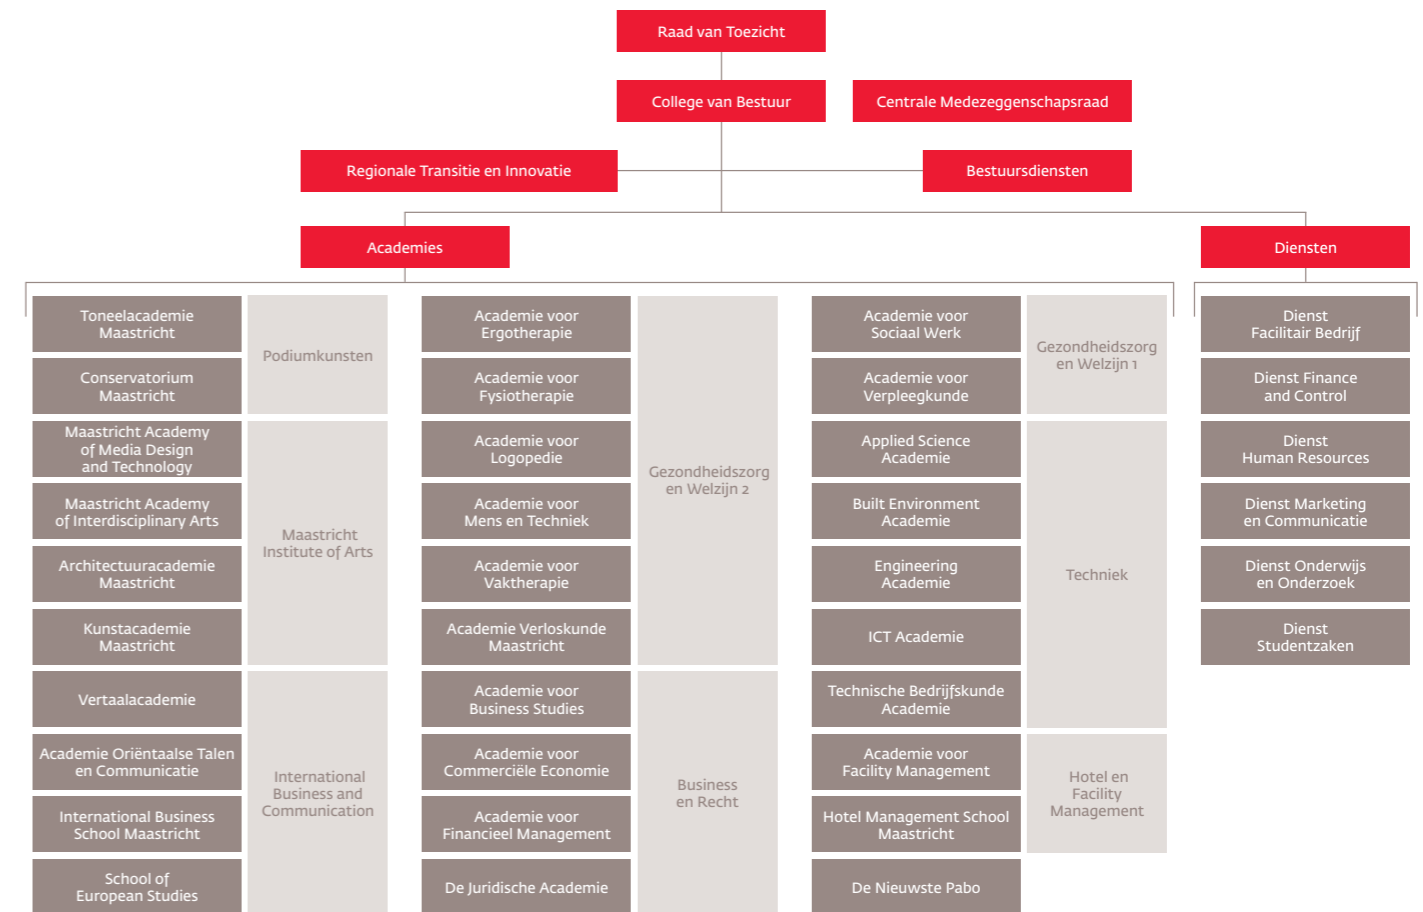 Raad van Toezicht
College van Bestuur
Centrale Medezeggenschapsraad
Regionale Transitie en Innovatie
Bestuursdiensten
Academies
Diensten
Toneelacademie
Maastricht
Conservatorium
Maastricht
Podiumkunsten
Maastricht Academy
of Media Design
and Technology
Maastricht Academy
of Interdisciplinary Arts
Architectuuracademie
Maastricht
Kunstacademie
Maastricht
Maastricht
Institute of Arts
Vertaalacademie
Academie Oriëntaalse Talen
en Communicatie
International Business
School Maastricht
School of
European Studies
International
Business and
Communication
Academie voor
Ergotherapie
Academie voor
Fysiotherapie
Academie voor
Logopedie
Academie voor
Mens en Techniek
Academie voor
Vaktherapie
Academie Verloskunde
Maastricht
Gezondheidszorg
en Welzijn 2
Academie voor
Business Studies
Academie voor
Commerciële Economie
Academie voor
Financieel Management
De Juridische Academie
Business
en Recht
Academie voor
Sociaal Werk
Academie voor
Verpleegkunde
Gezondheidszorg
en Welzijn 1
Applied Science
Academie
Built Environment
Academie
Engineering
Academie
ICT Academie
Technische Bedrijfskunde
Academie
Techniek
Academie voor
Facility Management
Hotel Management School
Maastricht
Hotel en
Facility
Management
De Nieuwste Pabo
Dienst
Facilitair Bedrijf
Dienst Finance
and Control
Dienst
Human Resources
Dienst Marketing
en Communicatie
Dienst Onderwijs
en Onderzoek
Dienst
Studentzaken